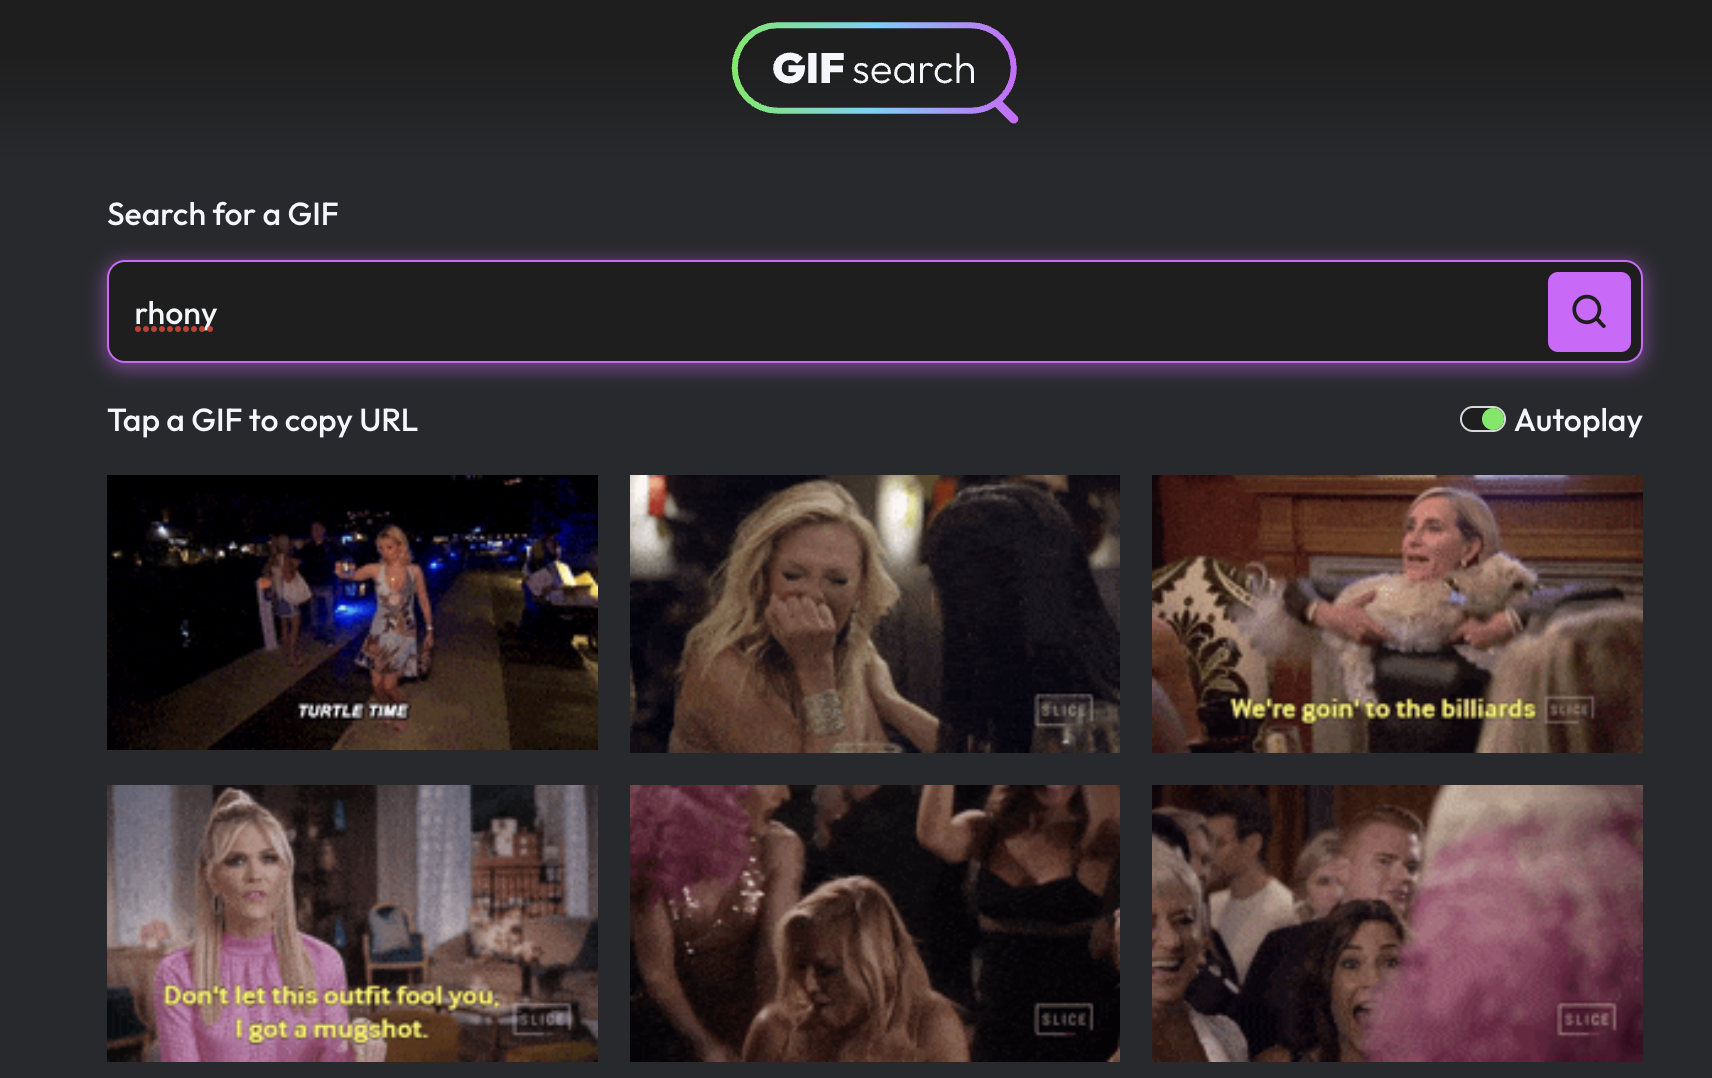 GIF search
Search for a GIF
rhony
Tap a GIF to copy URL
Autoplay
TURTLE TIME
SLICE
We're goin' to the billiards
SLICE
Don't let this outfit fool you,
I got a mugshot.
SLICE
SLICE
SLICE